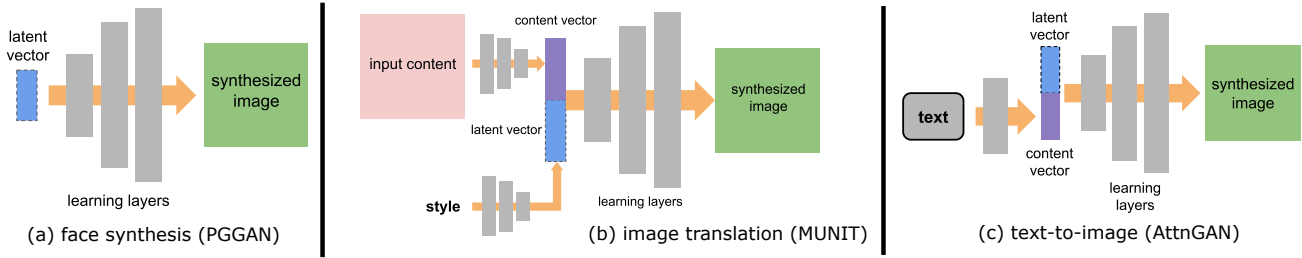 latent
vector
synthesized
image
learning layers
(a) face synthesis (PGGAN)
input content
content vector
latent vector
style
synthesized
image
learning layers
(b) image translation (MUNIT)
text
latent
vector
content
vector
synthesized
image
learning
layers
(c) text-to-image (AttnGAN)